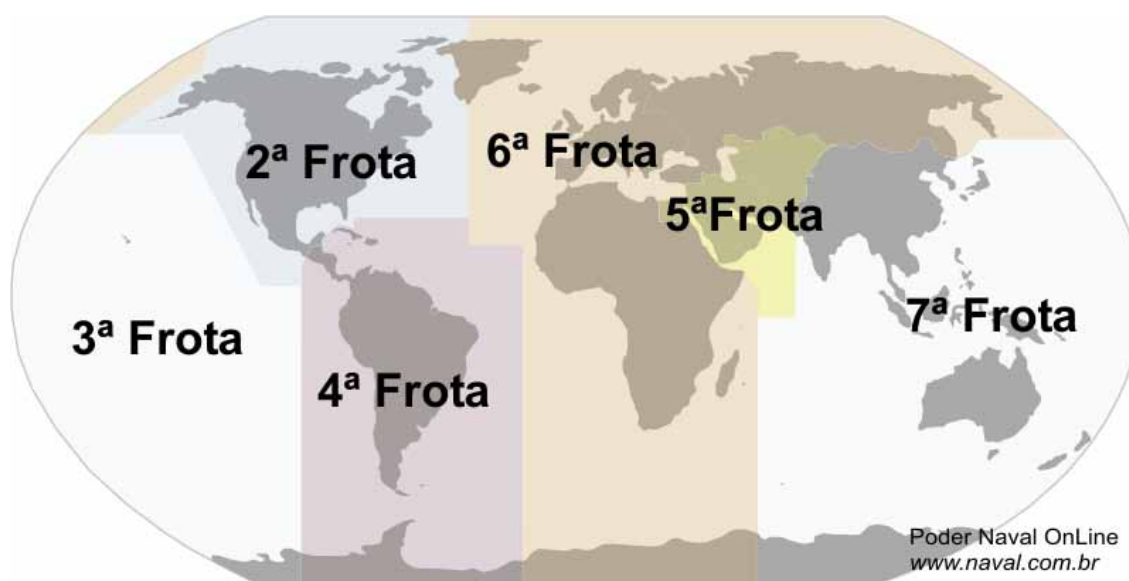 2ª Frota
6ª Frota
5ªFrota
3ª Frota
7ª Frota
4ª Frota
Poder Naval OnLine
www.naval.com.br